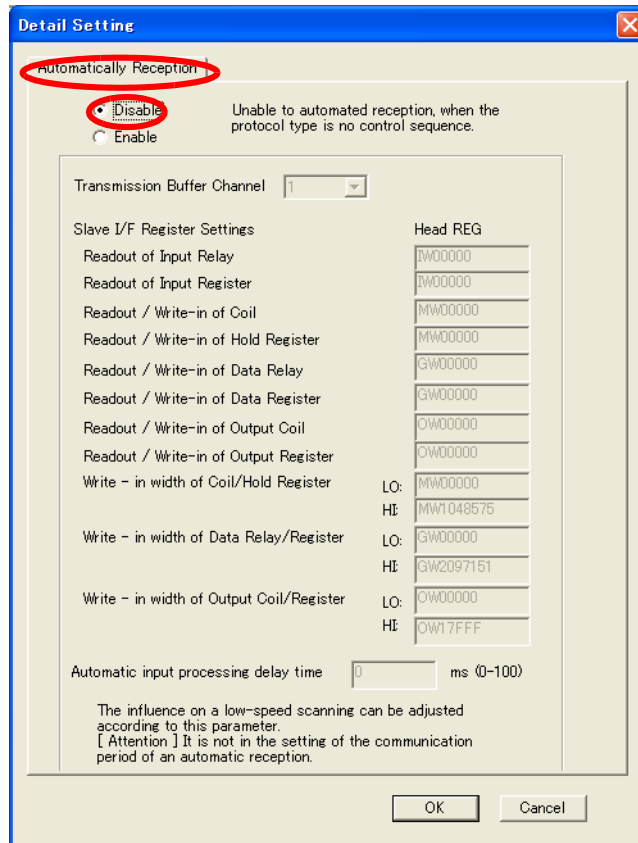 Detail Setting
Automatically Reception
Disable
Unable to automated reception, when the
protocol type is no control sequence.
Enable
Transmission Buffer Channel 1
Slave I/F Register Settings Head REG
Readout of Input Relay IW00000
Readout of Input Register IW00000
Readout / Write-in of Coil MW00000
Readout / Write-in of Hold Register MW00000
Readout / Write-in of Data Relay GW00000
Readout / Write-in of Data Register GW00000
Readout / Write-in of Output Coil OW00000
Readout / Write-in of Output Register OW00000
Write - in width of Coil/Hold Register LO: MW00000
HI: MW1048575
Write - in width of Data Relay/Register LO: GW00000
HI: GW2097151
Write - in width of Output Coil/Register LO: OW00000
HI: OW17FFF
Automatic input processing delay time 0 ms (0-100)
The influence on a low-speed scanning can be adjusted
according to this parameter.
[ Attention ] It is not in the setting of the communication
period of an automatic reception.
OK Cancel